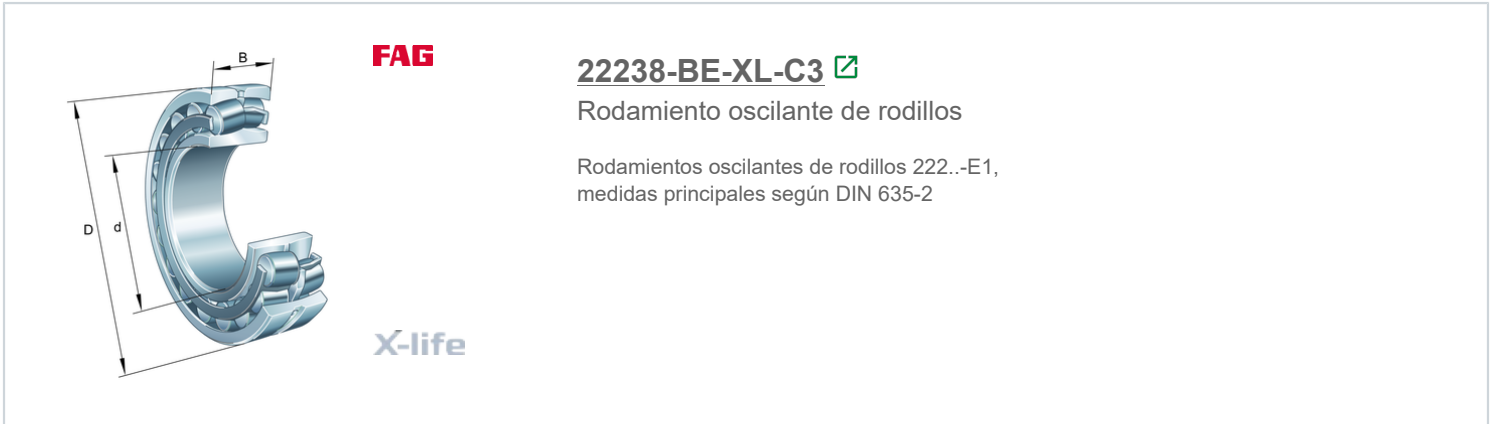 FAG
B
D
d
X-life
22238-BE-XL-C3
Rodamiento oscilante de rodillos
Rodamientos oscilantes de rodillos 222..-E1,
medidas principales según DIN 635-2